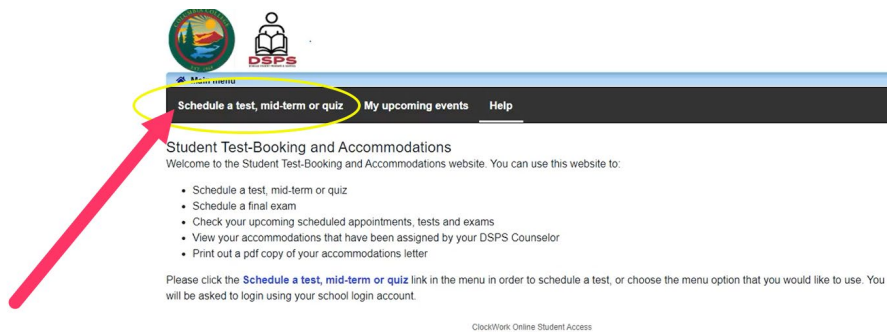 DSPS
Main menu
Schedule a test, mid-term or quiz My upcoming events Help
Student Test-Booking and Accommodations
Welcome to the Student Test-Booking and Accommodations website. You can use this website to:
• Schedule a test, mid-term or quiz
• Schedule a final exam
• Check your upcoming scheduled appointments, tests and exams
• View your accommodations that have been assigned by your DSPS Counselor
• Print out a pdf copy of your accommodations letter
Please click the Schedule a test, mid-term or quiz link in the menu in order to schedule a test, or choose the menu option that you would like to use. You
will be asked to login using your school login account.
ClockWork Online Student Access